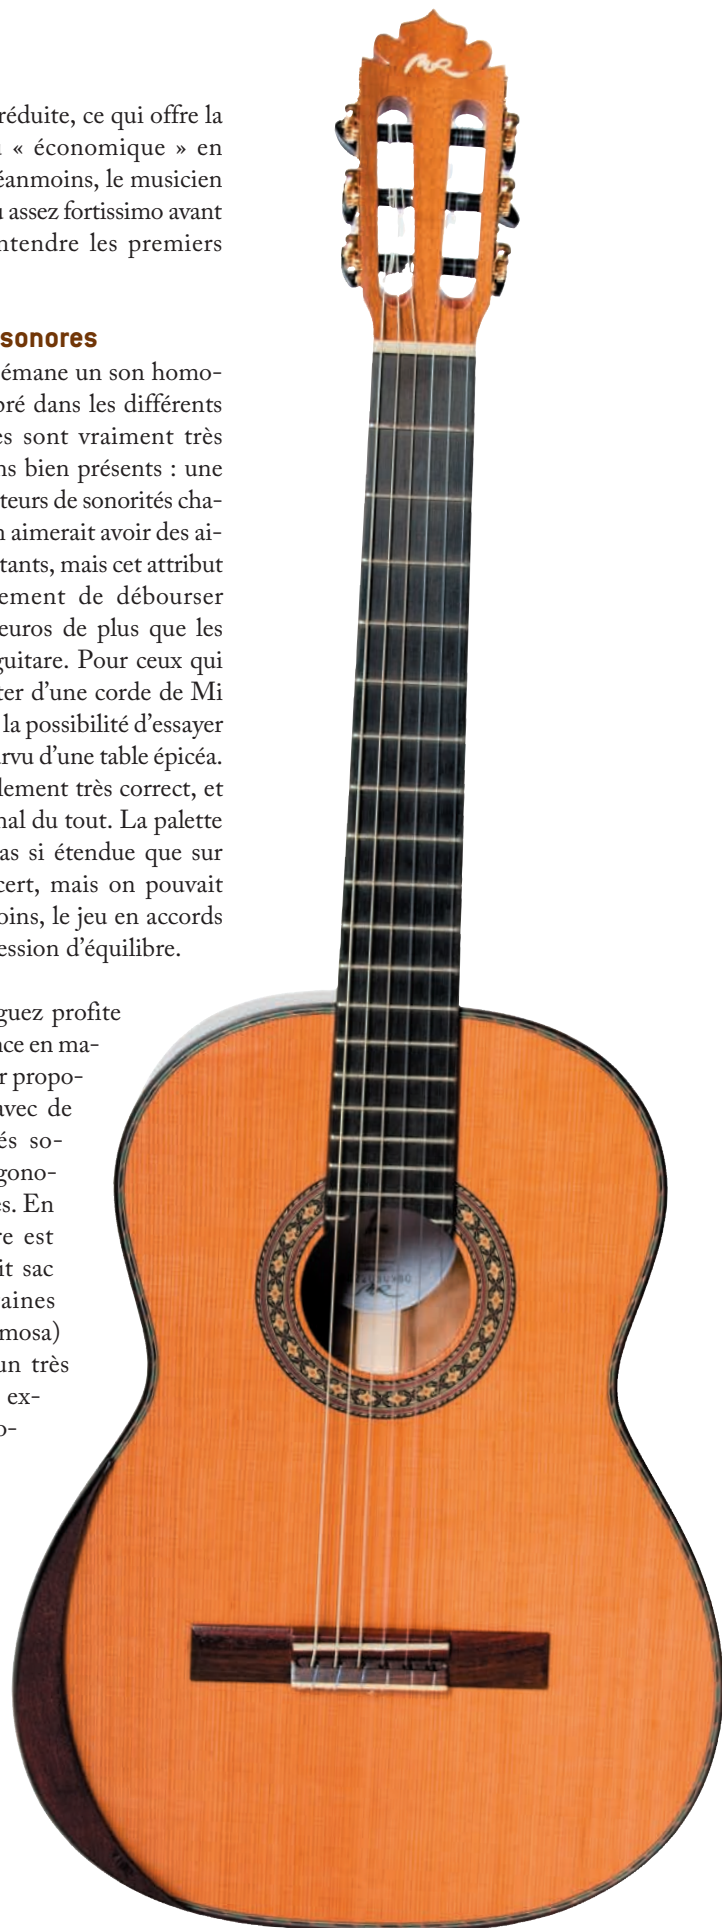 réduite, ce qui offre la
« économique » en
éanmoins, le musicien
assez fortissimo avant
ntendre les premiers
sonores
émane un son homo-
bré dans les différents
es sont vraiment très
ns bien présents : une
teurs de sonorités cha-
n aimerait avoir des ai-
tants, mais cet attribut
ement de débourser
euros de plus que les
guitare. Pour ceux qui
ter d’une corde de Mi
la possibilité d’essayer
rvu d’une table épicéa.
lement très correct, et
nal du tout. La palette
as si étendue que sur
cert, mais on pouvait
oins, le jeu en accords
ession d’équilibre.
guez profite
nce en ma-
r propo-
avec de
és so-
gono-
es. En
re est
it sac
aines
mosa)
un très
ex-
o-
MR